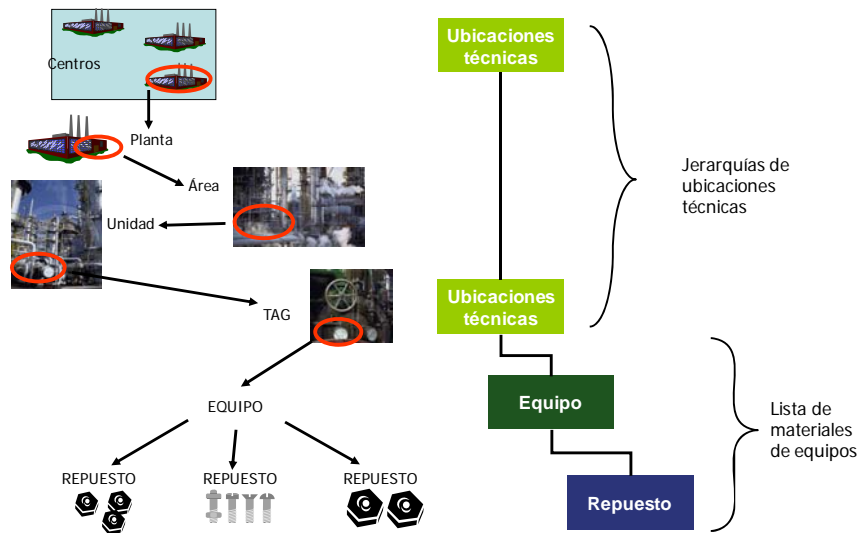 Centros
Planta
Área
Unidad
TAG
EQUIPO
REPUESTO
REPUESTO
REPUESTO
Ubicaciones
técnicas
Ubicaciones
técnicas
Equipo
Repuesto
Jerarquías de
ubicaciones
técnicas
Lista de
materiales
de equipos